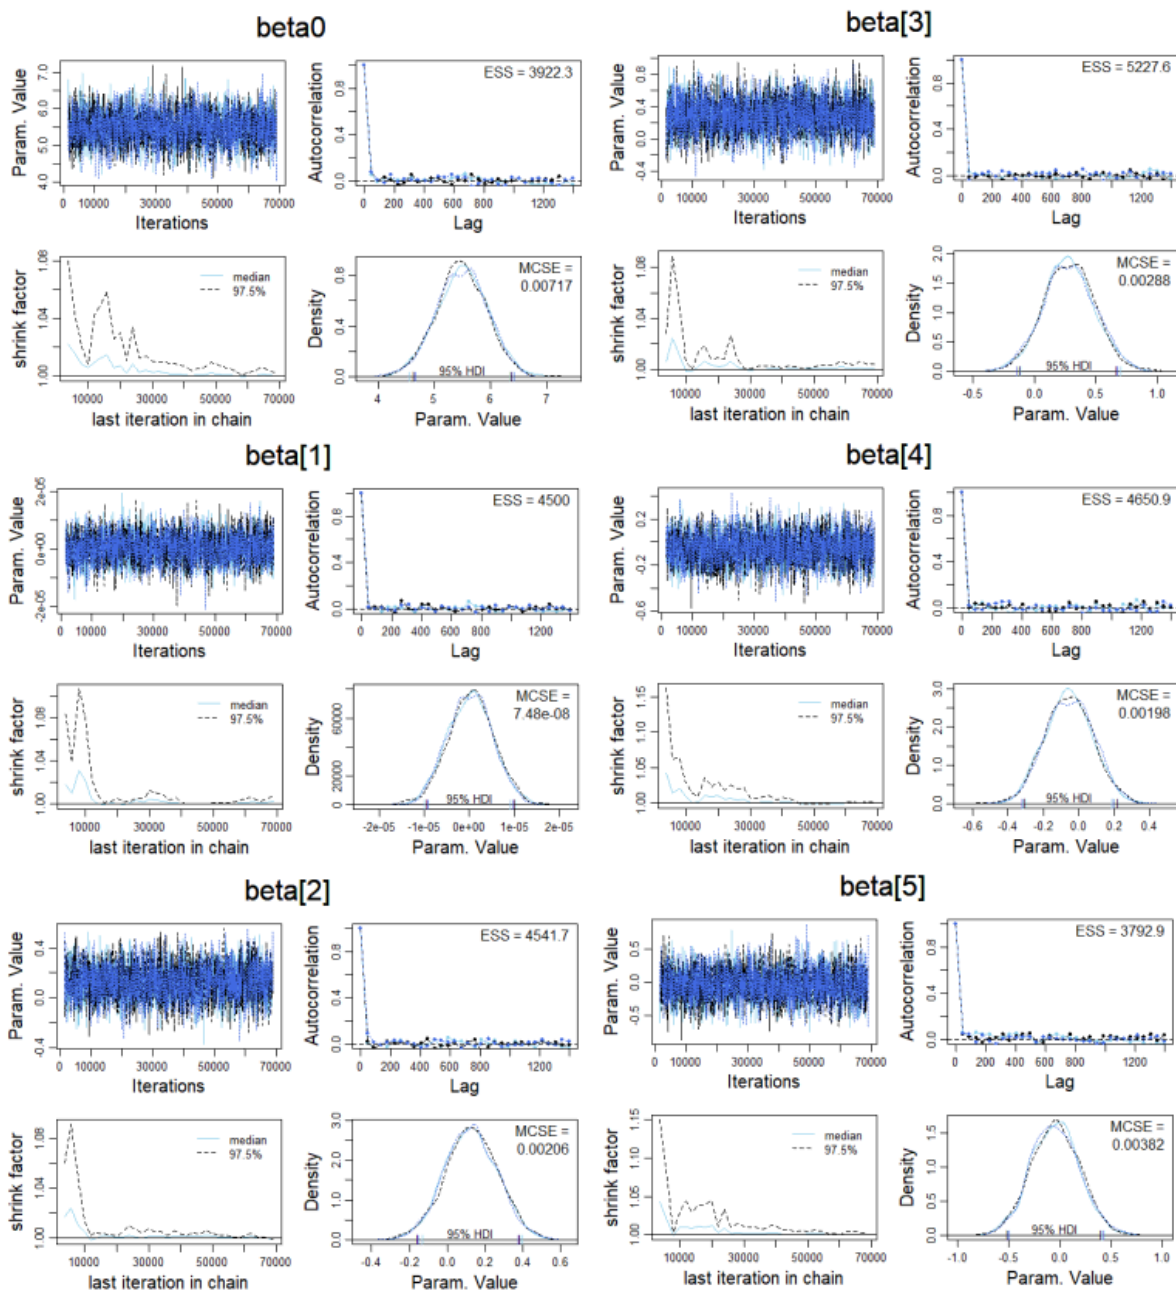 beta0
Param. Value
7.0
6.0
5.0
4.0
0 10000 30000 50000 70000
Iterations
Autocorrelation
0.8
0.4
0.0
ESS = 3922.3
0 200 400 600 800 1200
Lag
shrink factor
1.08
1.04
1.00
median
97.5%
10000 30000 50000 70000
last iteration in chain
Density
0.8
0.4
0.0
MCSE =
0.00717
95% HDI
4 5 6 7
Param. Value
beta[3]
Param. Value
0.8
0.4
0.0
-0.4
0 10000 30000 50000 70000
Iterations
Autocorrelation
0.8
0.4
0.0
ESS = 5227.6
0 200 400 600 800 1200
Lag
shrink factor
1.08
1.04
1.00
median
97.5%
10000 30000 50000 70000
last iteration in chain
Density
2.0
1.5
1.0
0.5
0.0
MCSE =
0.00288
95% HDI
-0.5 0.0 0.5 1.0
Param. Value
beta[1]
Param. Value
2e-05
0e+00
-2e-05
0 10000 30000 50000 70000
Iterations
Autocorrelation
0.8
0.4
0.0
ESS = 4500
0 200 400 600 800 1200
Lag
shrink factor
1.08
1.04
1.00
median
97.5%
10000 30000 50000 70000
last iteration in chain
Density
60000
20000
0
MCSE =
7.48e-08
95% HDI
-2e-05 -1e-05 0e+00 1e-05 2e-05
Param. Value
beta[4]
Param. Value
0.2
-0.2
-0.6
0 10000 30000 50000 70000
Iterations
Autocorrelation
0.8
0.4
0.0
ESS = 4650.9
0 200 400 600 800 1200
Lag
shrink factor
1.15
1.10
1.05
1.00
median
97.5%
10000 30000 50000 70000
last iteration in chain
Density
3.0
2.0
1.0
0.0
MCSE =
0.00198
95% HDI
-0.6 -0.4 -0.2 0.0 0.2 0.4
Param. Value
beta[2]
Param. Value
0.4
0.0
-0.4
0 10000 30000 50000 70000
Iterations
Autocorrelation
0.8
0.4
0.0
ESS = 4541.7
0 200 400 600 800 1200
Lag
shrink factor
1.08
1.04
1.00
median
97.5%
10000 30000 50000 70000
last iteration in chain
Density
3.0
2.0
1.0
0.0
MCSE =
0.00206
95% HDI
-0.4 -0.2 0.0 0.2 0.4 0.6
Param. Value
beta[5]
Param. Value
0.5
0.0
-0.5
0 10000 30000 50000 70000
Iterations
Autocorrelation
0.8
0.4
0.0
ESS = 3792.9
0 200 400 600 800 1200
Lag
shrink factor
1.15
1.10
1.05
1.00
median
97.5%
10000 30000 50000 70000
last iteration in chain
Density
1.5
1.0
0.5
0.0
MCSE =
0.00382
95% HDI
-1.0 -0.5 0.0 0.5 1.0
Param. Value